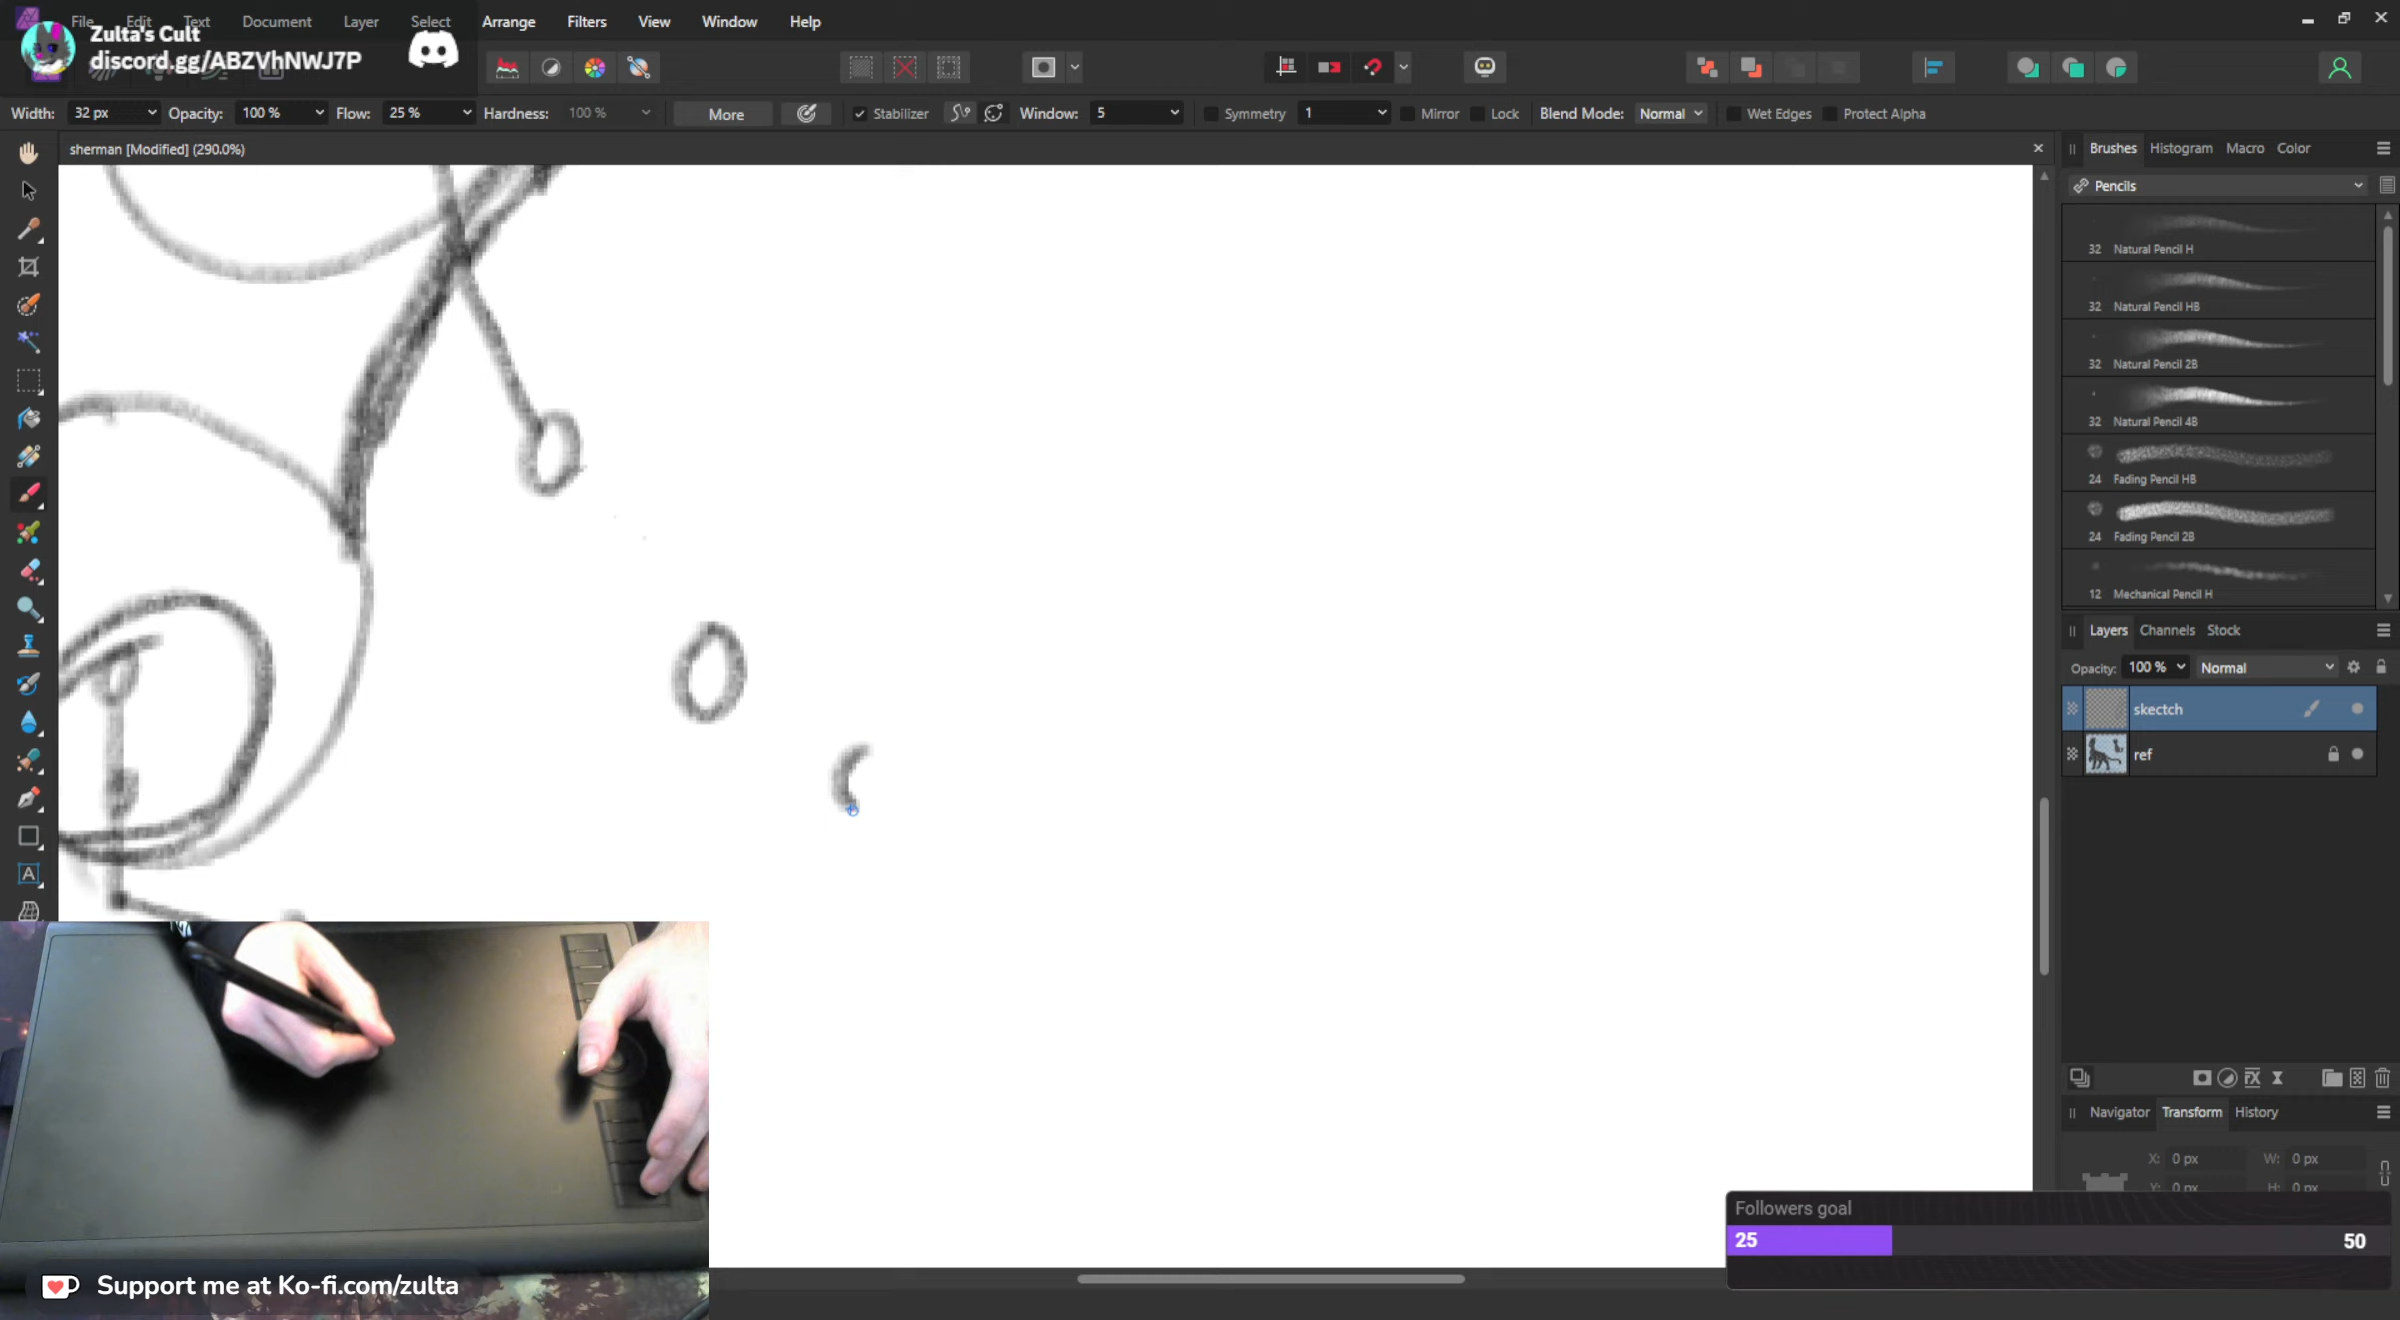 File Edit Text Document Layer Select Arrange Filters View Window Help
Zulta's Cult
discord.gg/ABZVhNWJ7P
Width: 32 px Opacity: 100 % Flow: 25 % Hardness: 100 % More Stabilizer Window: 5 Symmetry 1 Mirror Lock Blend Mode: Normal Wet Edges Protect Alpha
sherman [Modified] (290.0%)
Brushes Histogram Macro Color
Pencils
32 Natural Pencil H
32 Natural Pencil HB
32 Natural Pencil 2B
32 Natural Pencil 4B
24 Fading Pencil HB
24 Fading Pencil 2B
12 Mechanical Pencil H
Layers Channels Stock
Opacity: 100 % Normal
skectch
ref
Navigator Transform History
X: 0 px W: 0 px
Y: 0 px H: 0 px
Followers goal
25 50
Support me at Ko-fi.com/zulta